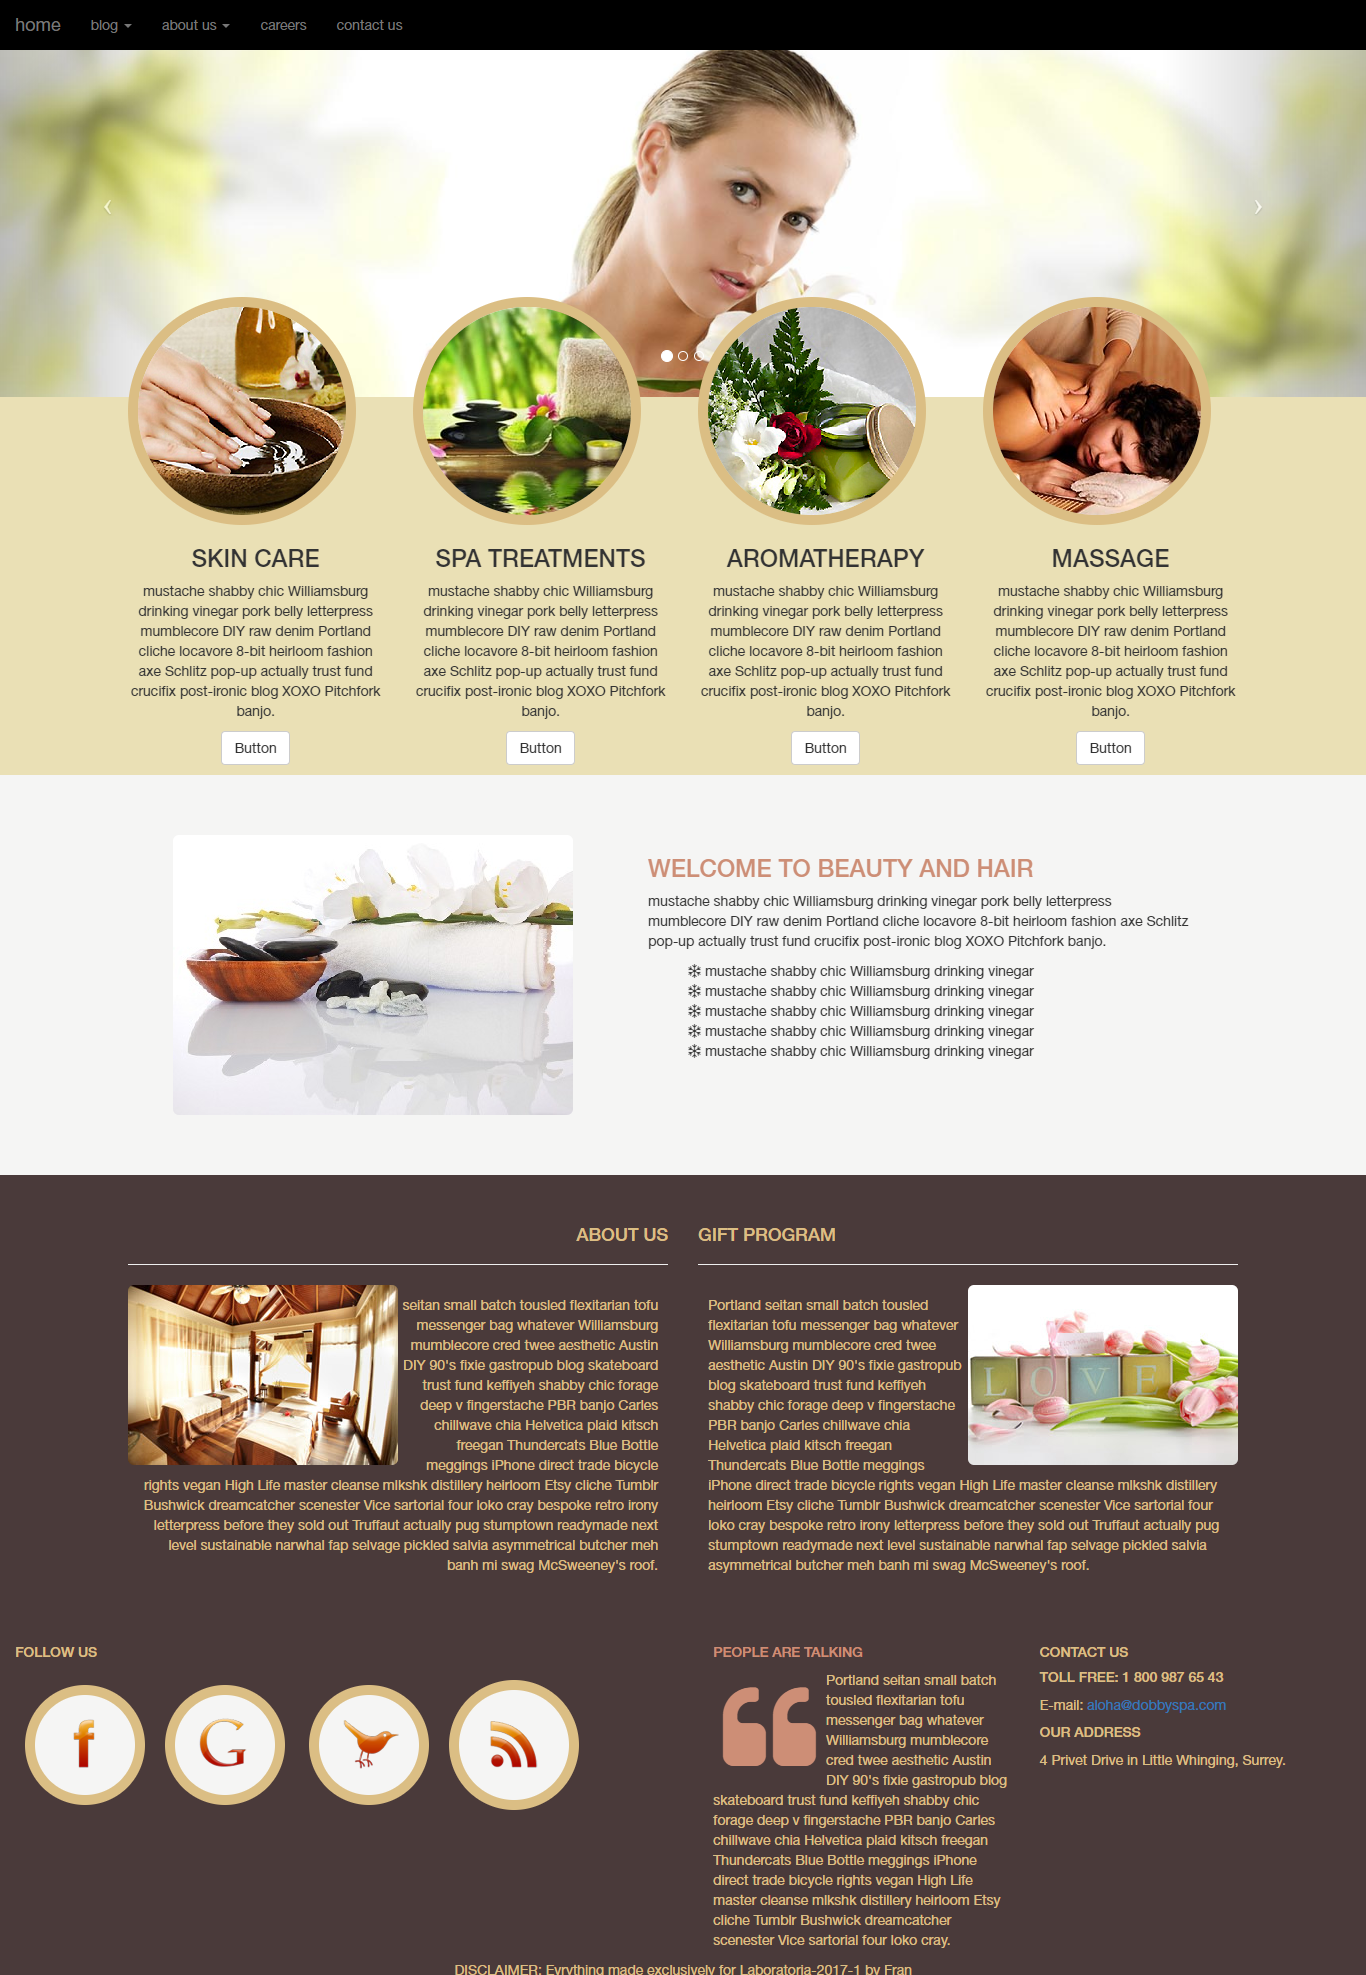 home blog about us careers contact us
SKIN CARE
mustache shabby chic Williamsburg
drinking vinegar pork belly letterpress
mumblecore DIY raw denim Portland
cliche locavore 8-bit heirloom fashion
axe Schlitz pop-up actually trust fund
crucifix post-ironic blog XOXO Pitchfork
banjo.
Button
SPA TREATMENTS
mustache shabby chic Williamsburg
drinking vinegar pork belly letterpress
mumblecore DIY raw denim Portland
cliche locavore 8-bit heirloom fashion
axe Schlitz pop-up actually trust fund
crucifix post-ironic blog XOXO Pitchfork
banjo.
Button
AROMATHERAPY
mustache shabby chic Williamsburg
drinking vinegar pork belly letterpress
mumblecore DIY raw denim Portland
cliche locavore 8-bit heirloom fashion
axe Schlitz pop-up actually trust fund
crucifix post-ironic blog XOXO Pitchfork
banjo.
Button
MASSAGE
mustache shabby chic Williamsburg
drinking vinegar pork belly letterpress
mumblecore DIY raw denim Portland
cliche locavore 8-bit heirloom fashion
axe Schlitz pop-up actually trust fund
crucifix post-ironic blog XOXO Pitchfork
banjo.
Button
WELCOME TO BEAUTY AND HAIR
mustache shabby chic Williamsburg drinking vinegar pork belly letterpress
mumblecore DIY raw denim Portland cliche locavore 8-bit heirloom fashion axe Schlitz
pop-up actually trust fund crucifix post-ironic blog XOXO Pitchfork banjo.
❄ mustache shabby chic Williamsburg drinking vinegar
❄ mustache shabby chic Williamsburg drinking vinegar
❄ mustache shabby chic Williamsburg drinking vinegar
❄ mustache shabby chic Williamsburg drinking vinegar
❄ mustache shabby chic Williamsburg drinking vinegar
ABOUT US
seitan small batch tousled flexitarian tofu
messenger bag whatever Williamsburg
mumblecore cred twee aesthetic Austin
DIY 90's fixie gastropub blog skateboard
trust fund keffiyeh shabby chic forage
deep v fingerstache PBR banjo Carles
chillwave chia Helvetica plaid kitsch
freegan Thundercats Blue Bottle
meggings iPhone direct trade bicycle
rights vegan High Life master cleanse mlkshk distillery heirloom Etsy cliche Tumblr
Bushwick dreamcatcher scenester Vice sartorial four loko cray bespoke retro irony
letterpress before they sold out Truffaut actually pug stumptown readymade next
level sustainable narwhal fap selvage pickled salvia asymmetrical butcher meh
banh mi swag McSweeney's roof.
GIFT PROGRAM
Portland seitan small batch tousled
flexitarian tofu messenger bag whatever
Williamsburg mumblecore cred twee
aesthetic Austin DIY 90's fixie gastropub
blog skateboard trust fund keffiyeh
shabby chic forage deep v fingerstache
PBR banjo Carles chillwave chia
Helvetica plaid kitsch freegan
Thundercats Blue Bottle meggings
iPhone direct trade bicycle rights vegan High Life master cleanse mlkshk distillery
heirloom Etsy cliche Tumblr Bushwick dreamcatcher scenester Vice sartorial four
loko cray bespoke retro irony letterpress before they sold out Truffaut actually pug
stumptown readymade next level sustainable narwhal fap selvage pickled salvia
asymmetrical butcher meh banh mi swag McSweeney's roof.
LOVE
FOLLOW US
f G
PEOPLE ARE TALKING
Portland seitan small batch
tousled flexitarian tofu
messenger bag whatever
Williamsburg mumblecore
cred twee aesthetic Austin
DIY 90's fixie gastropub blog
skateboard trust fund keffiyeh shabby chic
forage deep v fingerstache PBR banjo Carles
chillwave chia Helvetica plaid kitsch freegan
Thundercats Blue Bottle meggings iPhone
direct trade bicycle rights vegan High Life
master cleanse mlkshk distillery heirloom Etsy
cliche Tumblr Bushwick dreamcatcher
scenester Vice sartorial four loko cray.
CONTACT US
TOLL FREE: 1 800 987 65 43
E-mail: aloha@dobbyspa.com
OUR ADDRESS
4 Privet Drive in Little Whinging, Surrey.
DISCLAIMER: Evrything made exclusively for Laboratoria-2017-1 by Fran